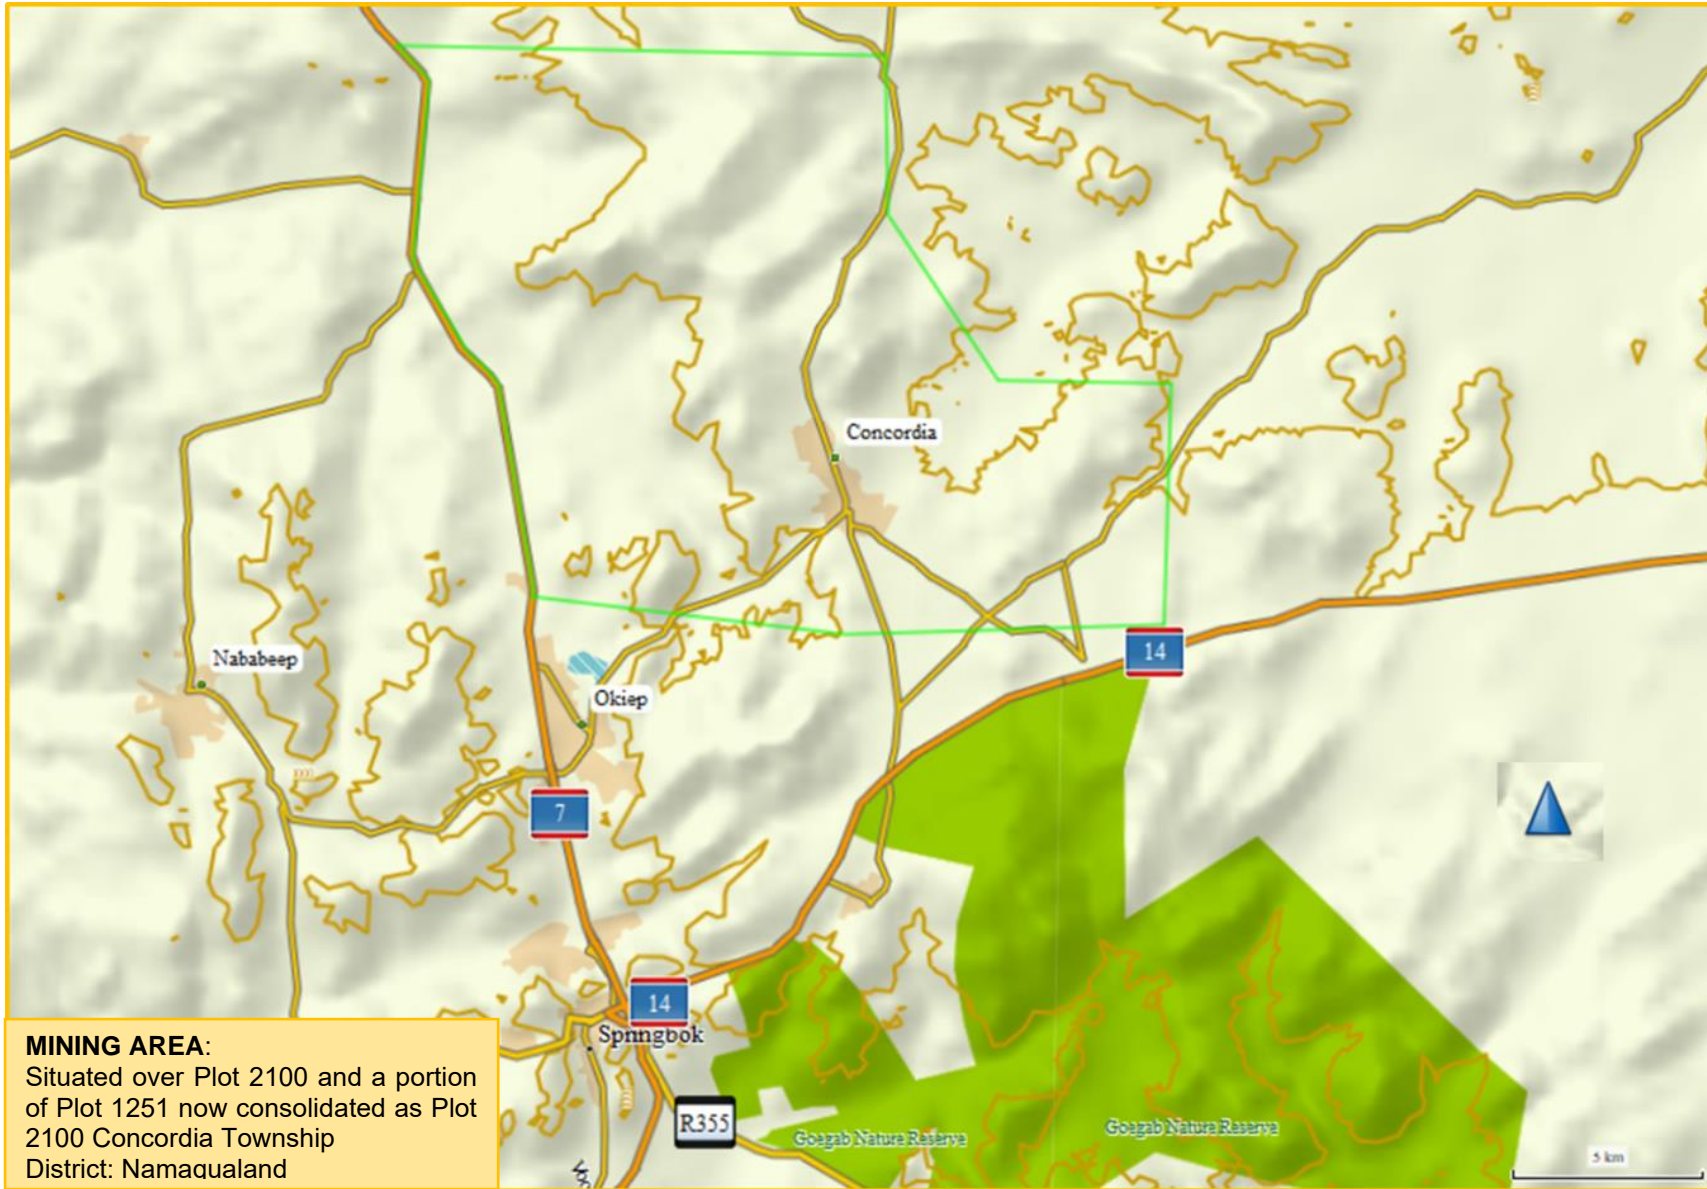 Concordia
Nababeep
14
Okiep
1000
7
14
Springbok
R355
Goegab Nature Reserve
Goegab Nature Reserve
5 km
MINING AREA:
Situated over Plot 2100 and a portion
of Plot 1251 now consolidated as Plot
2100 Concordia Township
District: Namaqualand